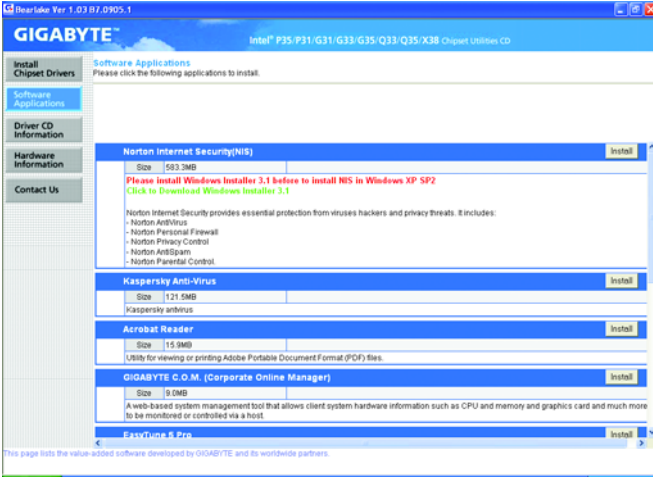 Bearlake Ver 1.03 B7.0905.1
GIGABYTE™
Intel® P35/P31/G31/G33/G35/Q33/Q35/X38 Chipset Utilities CD
Install
Chipset Drivers
Software
Applications
Driver CD
Information
Hardware
Information
Contact Us
Software Applications
Please click the following applications to install.
Norton Internet Security(NIS)
Install
Size 583.3MB
Please install Windows Installer 3.1 before to install NIS in Windows XP SP2
Click to Download Windows Installer 3.1
Norton Internet Security provides essential protection from viruses hackers and privacy threats. It includes:
- Norton AntiVirus
- Norton Personal Firewall
- Norton Privacy Control
- Norton AntiSpam
- Norton Parental Control.
Kaspersky Anti-Virus
Install
Size 121.5MB
Kaspersky antivirus
Acrobat Reader
Install
Size 15.9MB
Utility for viewing or printing Adobe Portable Document Format (PDF) files.
GIGABYTE C.O.M. (Corporate Online Manager)
Install
Size 9.0MB
A web-based system management tool that allows client system hardware information such as CPU and memory and graphics card and much more
to be monitored or controlled via a host.
EasyTune 5 Pro
Install
This page lists the value-added software developed by GIGABYTE and its worldwide partners.